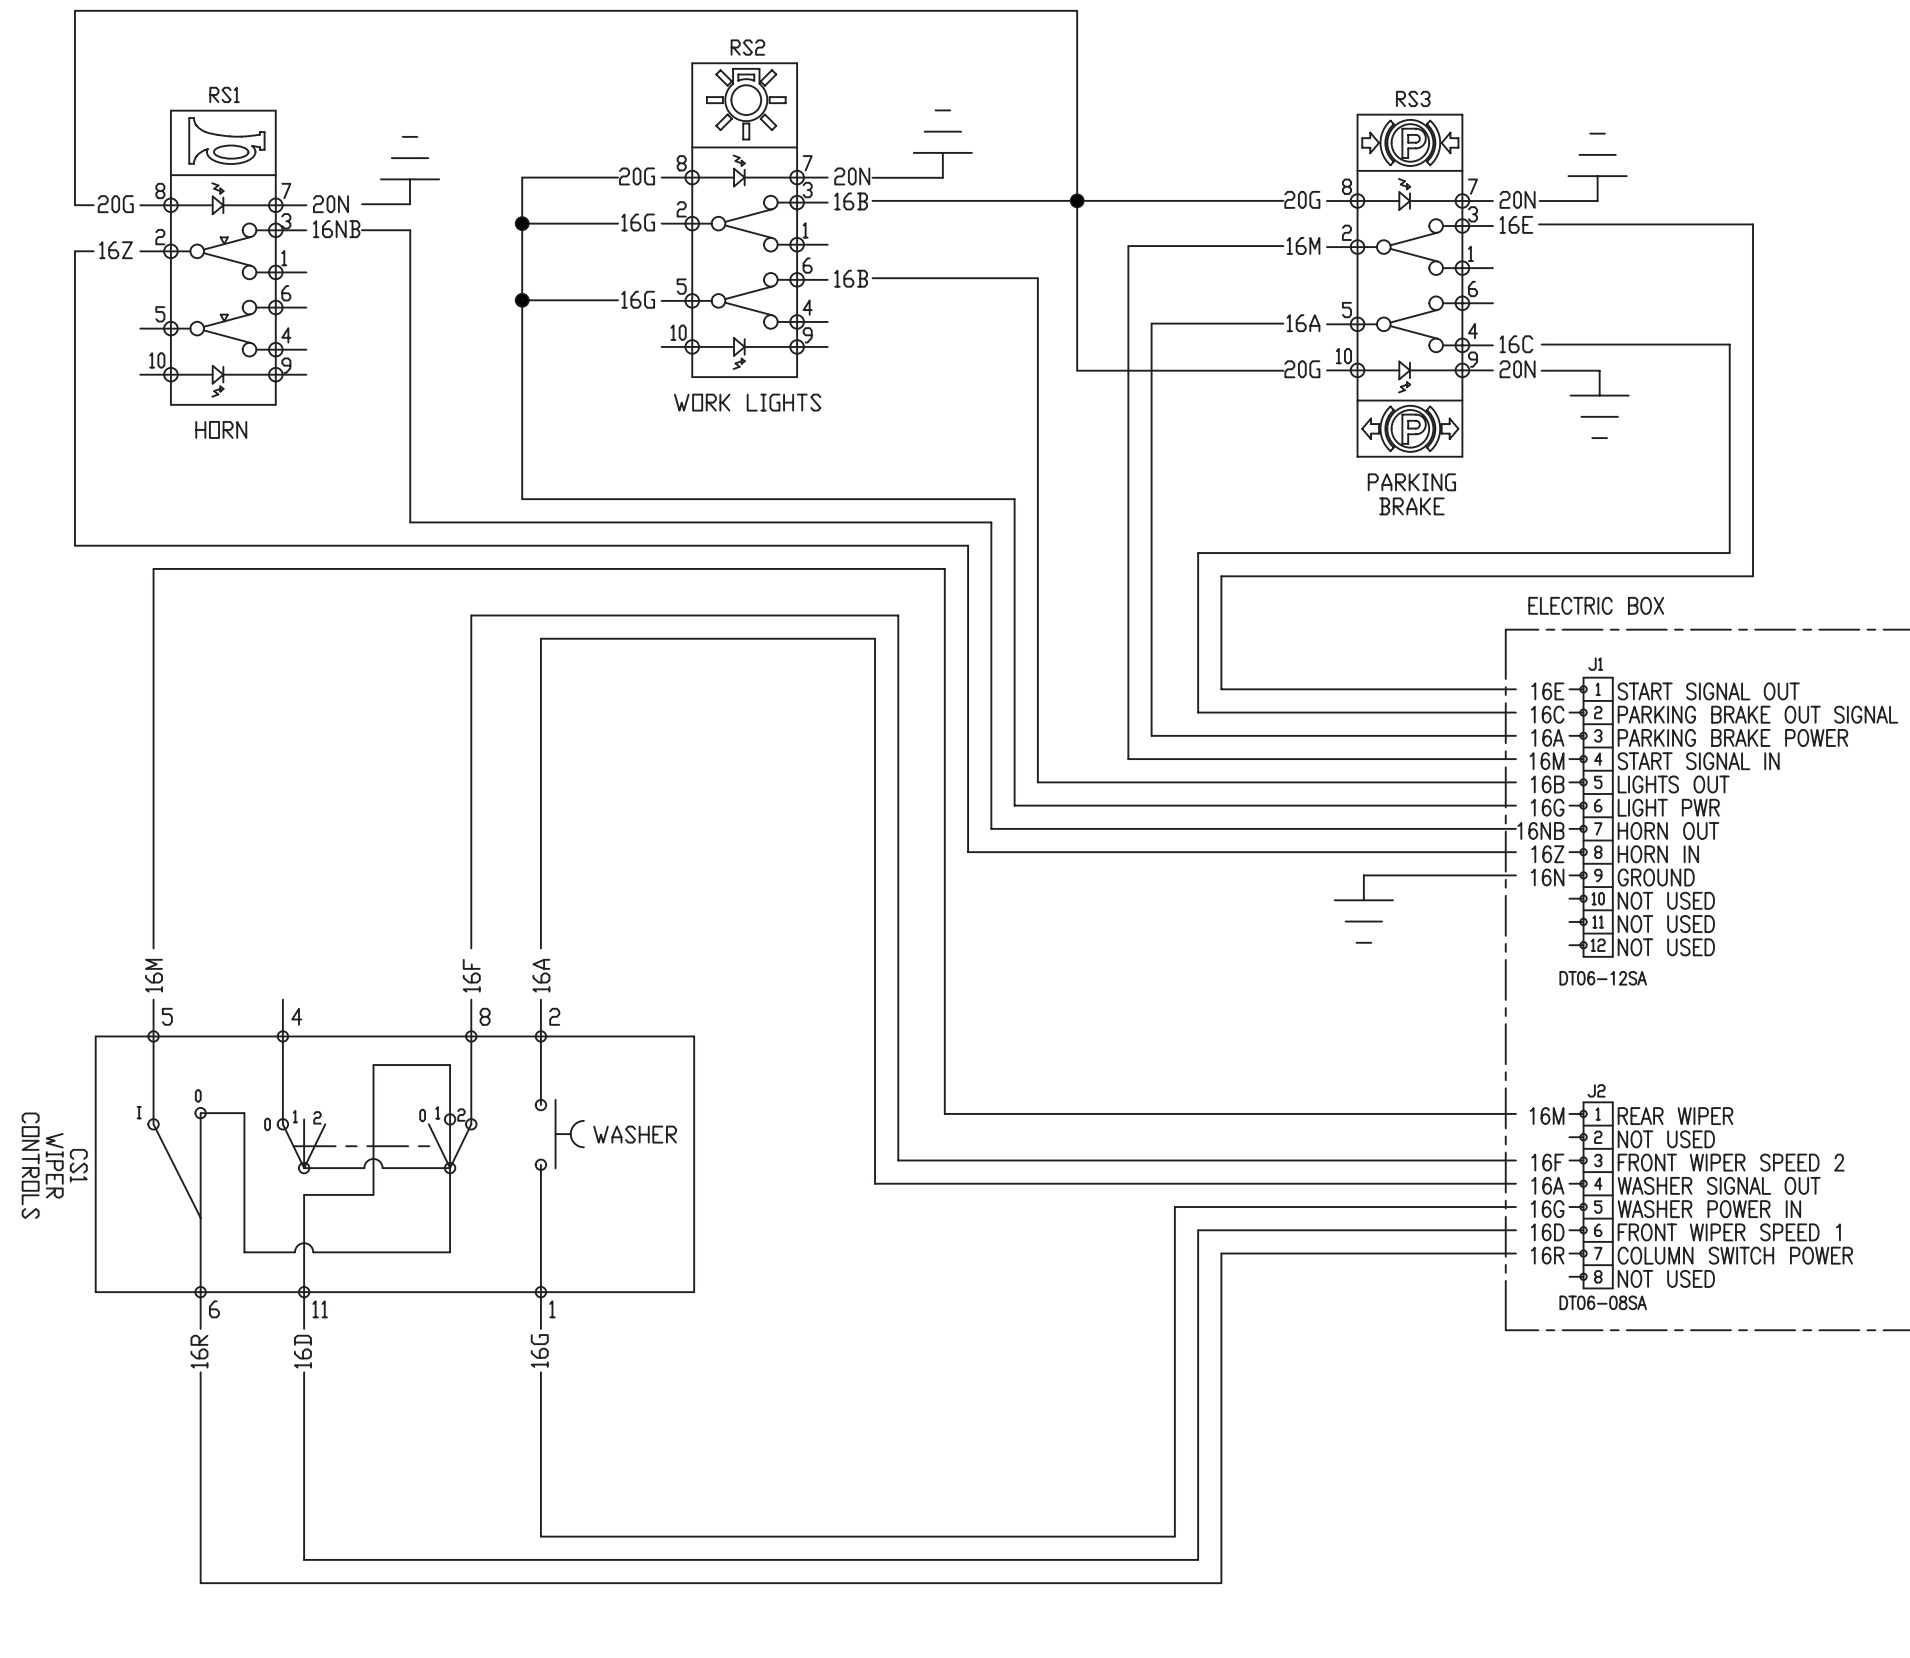 RS1
20G 8 7 20N
3 16NB
16Z 2
1
6
5
4
10 9
HORN
RS2
20G 8 7 20N
3 16B
16G 2
1
6 16B
16G 5
4
10 9
WORK LIGHTS
RS3
P
20G 8 7 20N
3 16E
16M 2
1
6
16A 5
4 16C
20G 10 9 20N
P
PARKING
BRAKE
ELECTRIC BOX
J1
16E 1 START SIGNAL OUT
16C 2 PARKING BRAKE OUT SIGNAL
16A 3 PARKING BRAKE POWER
16M 4 START SIGNAL IN
16B 5 LIGHTS OUT
16G 6 LIGHT PWR
16NB 7 HORN OUT
16Z 8 HORN IN
16N 9 GROUND
10 NOT USED
11 NOT USED
12 NOT USED
DT06-12SA
J2
16M 1 REAR WIPER
2 NOT USED
16F 3 FRONT WIPER SPEED 2
16A 4 WASHER SIGNAL OUT
16G 5 WASHER POWER IN
16D 6 FRONT WIPER SPEED 1
16R 7 COLUMN SWITCH POWER
8 NOT USED
DT06-08SA
16M 16F 16A
5 4 8 2
I 0 0 1 2 0 1 2
WASHER
CS1
WIPER
CONTROLS
6 11 1
16R 16D 16G